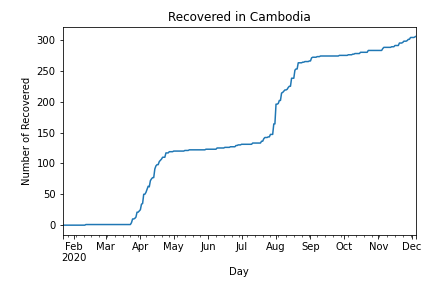 Recovered in Cambodia
Number of Recovered
300
250
200
150
100
50
0
Feb Mar Apr May Jun Jul Aug Sep Oct Nov Dec
2020
Day